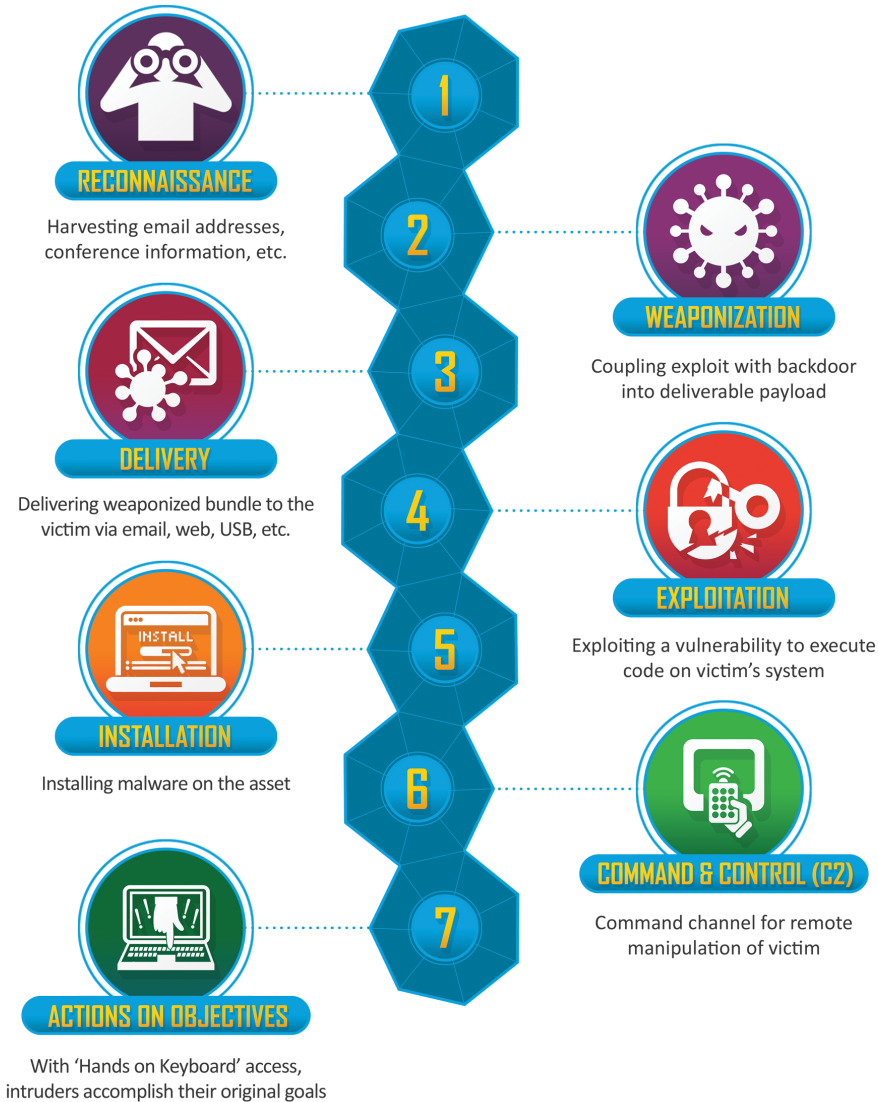 1
RECONNAISSANCE
Harvesting email addresses,
conference information, etc.
2
WEAPONIZATION
Coupling exploit with backdoor
into deliverable payload
3
DELIVERY
Delivering weaponized bundle to the
victim via email, web, USB, etc.
4
EXPLOITATION
Exploiting a vulnerability to execute
code on victim’s system
5
INSTALL
INSTALLATION
Installing malware on the asset
6
COMMAND & CONTROL (C2)
Command channel for remote
manipulation of victim
7
ACTIONS ON OBJECTIVES
With ‘Hands on Keyboard’ access,
intruders accomplish their original goals